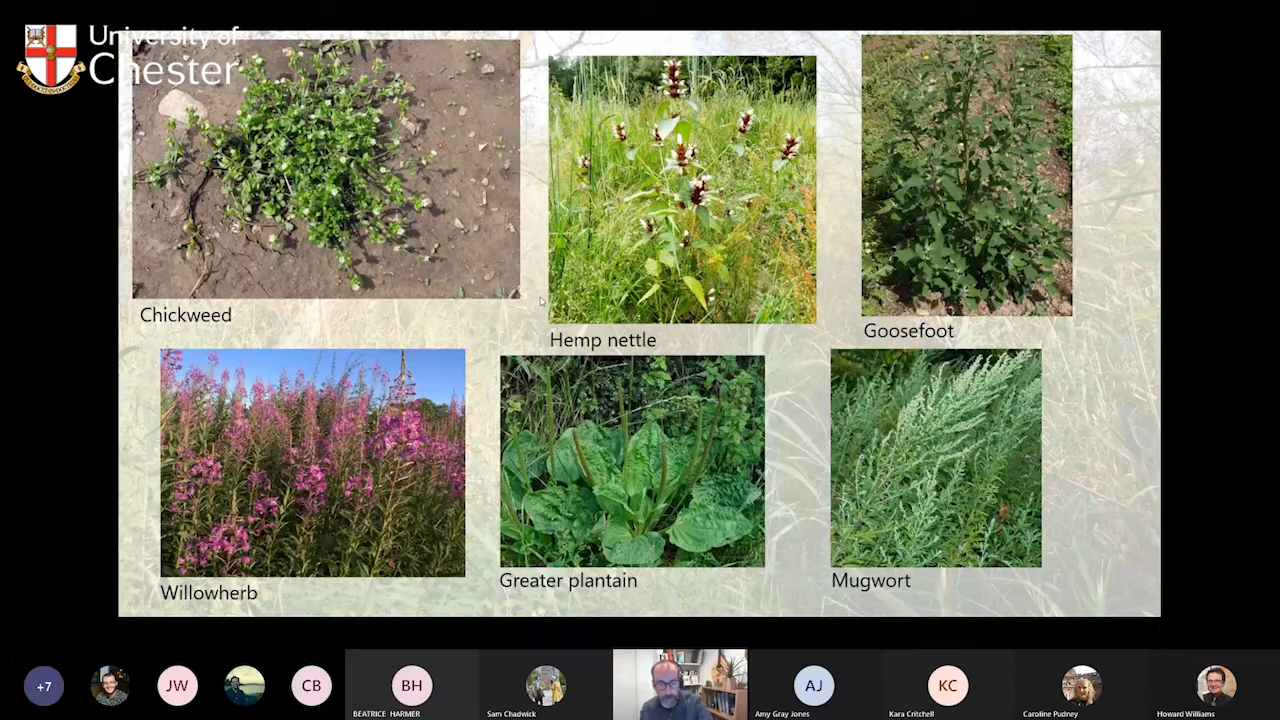 University of
Chester
Chickweed
Hemp nettle
Goosefoot
Willowherb
Greater plantain
Mugwort
+7
JW
CB
BH
AJ
KC
BEATRICE HARMER
Sam Chadwick
Amy Gray Jones
Kara Critchell
Caroline Pudney
Howard Williams